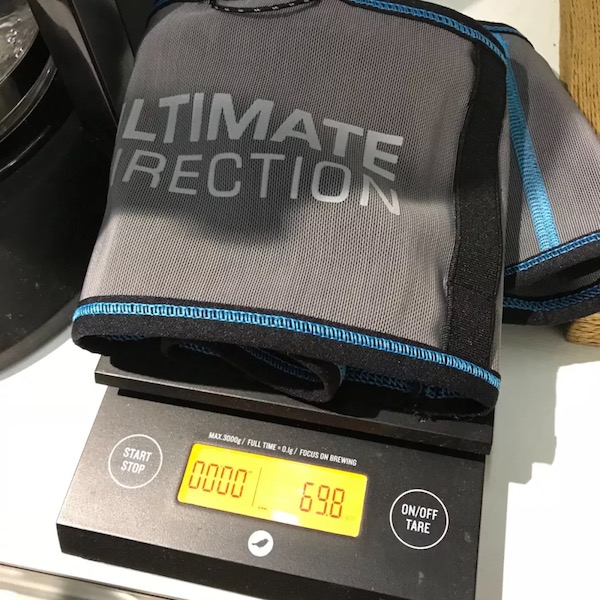 LTIMATE
IRECTION
MAX.3000g / FULL TIME = 0.1g / FOCUS ON BREWING
START
STOP
0000
69.8
ON/OFF
TARE